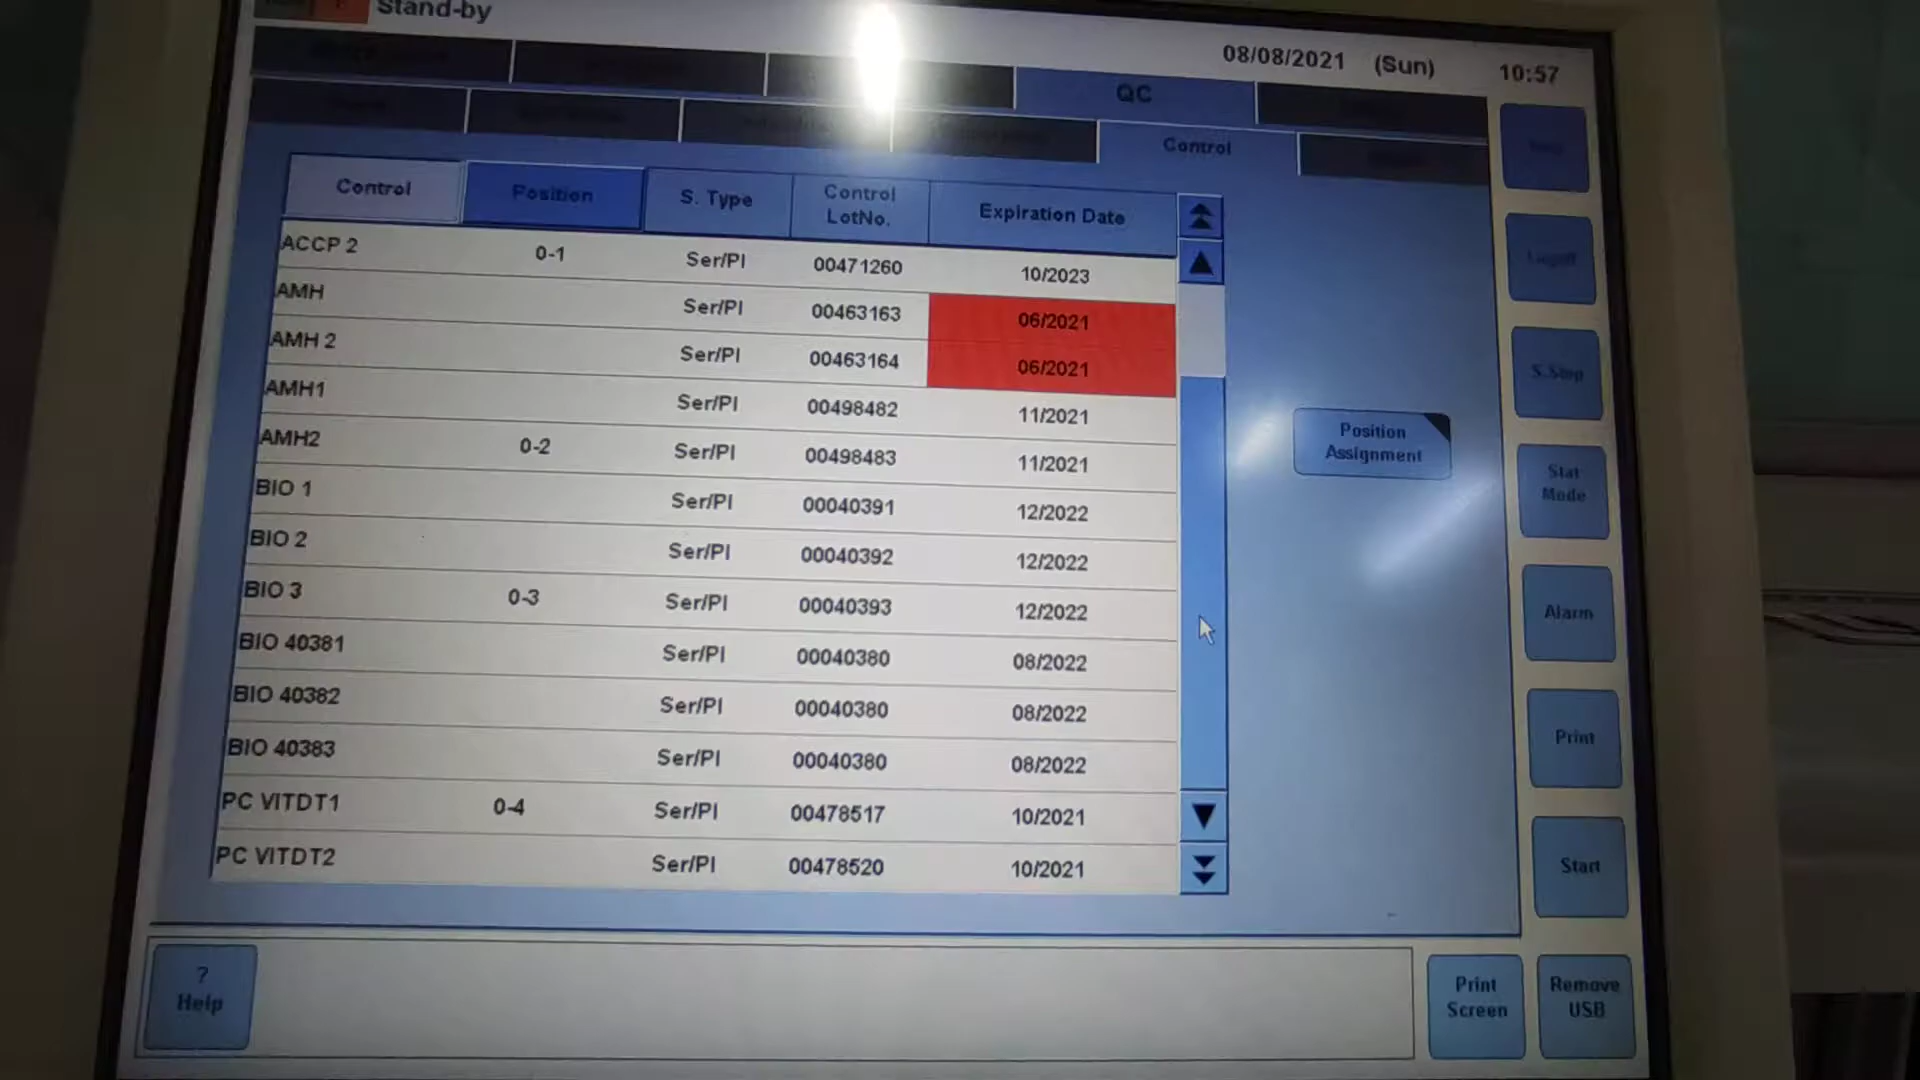 Stand-by
08/08/2021 (Sun) 10:57
QC
Control
Control Position S. Type Control LotNo. Expiration Date
ACCP 2 0-1 Ser/Pl 00471260 10/2023
AMH Ser/Pl 00463163 06/2021
AMH 2 Ser/Pl 00463164 06/2021
AMH1 Ser/Pl 00498482 11/2021
AMH2 0-2 Ser/Pl 00498483 11/2021
BIO 1 Ser/Pl 00040391 12/2022
BIO 2 Ser/Pl 00040392 12/2022
BIO 3 0-3 Ser/Pl 00040393 12/2022
BIO 40381 Ser/Pl 00040380 08/2022
BIO 40382 Ser/Pl 00040380 08/2022
BIO 40383 Ser/Pl 00040380 08/2022
PC VITDT1 0-4 Ser/Pl 00478517 10/2021
PC VITDT2 Ser/Pl 00478520 10/2021
Position
Assignment
Logoff
S.Stop
Stat
Mode
Alarm
Print
Start
?
Help
Print
Screen
Remove
USB